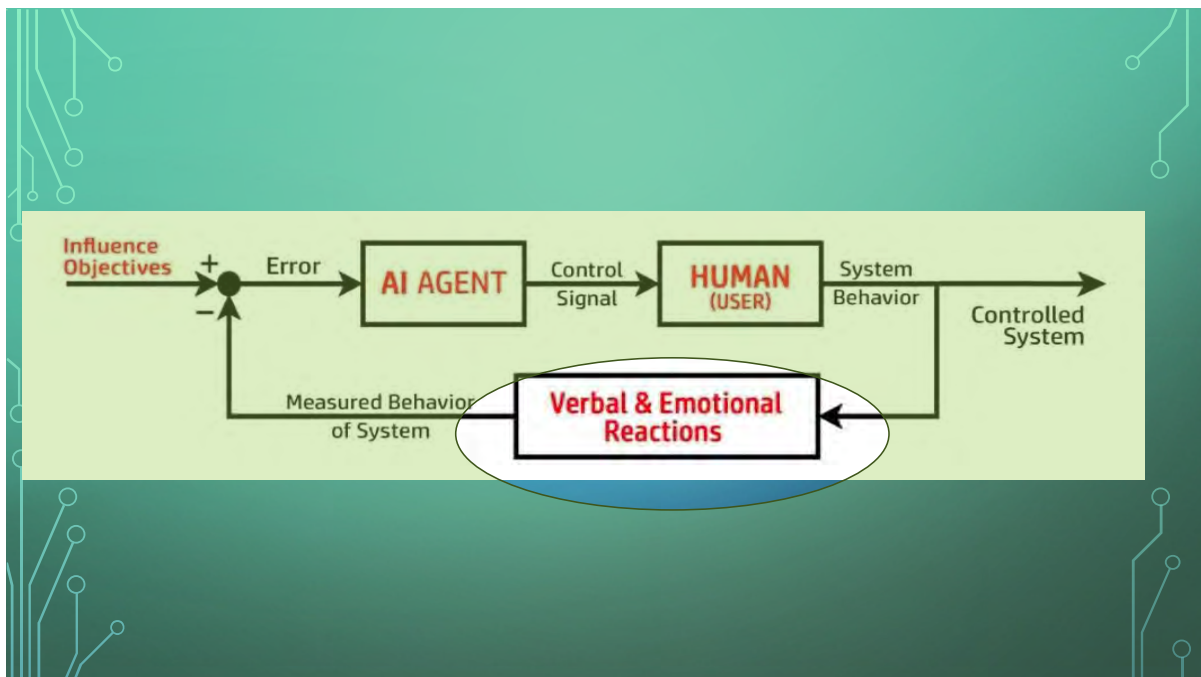 Influence
Objectives
+
−
Error
AI AGENT
Control
Signal
HUMAN
(USER)
System
Behavior
Controlled
System
Measured Behavior
of System
Verbal & Emotional
Reactions